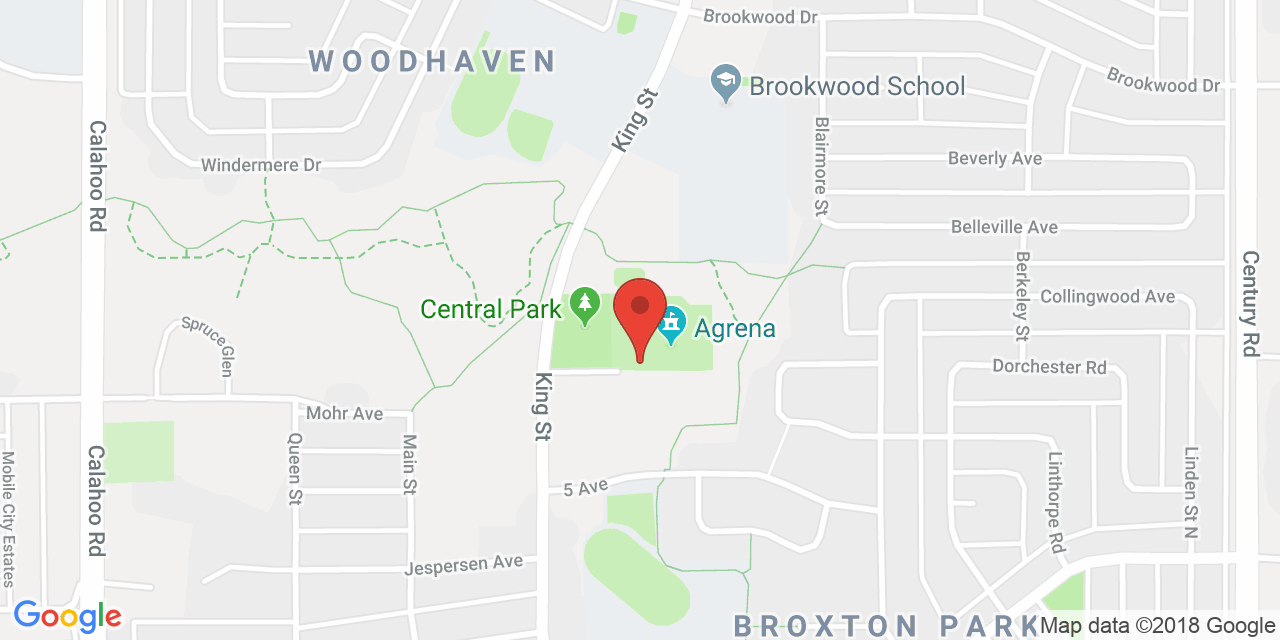 Brookwood Dr
WOODHAVEN
Brookwood Dr
Brookwood School
King St
Calahoo Rd
Blairmore St
Windermere Dr
Beverly Ave
Belleville Ave
Berkeley St
Century Rd
Collingwood Ave
Central Park
Agrena
Spruce Glen
Dorchester Rd
King St
Mohr Ave
Queen St
Main St
Calahoo Rd
Mobile City Estates
5 Ave
Linthorpe Rd
Linden St N
Jespersen Ave
Google
BROXTON PARK
Map data ©2018 Google